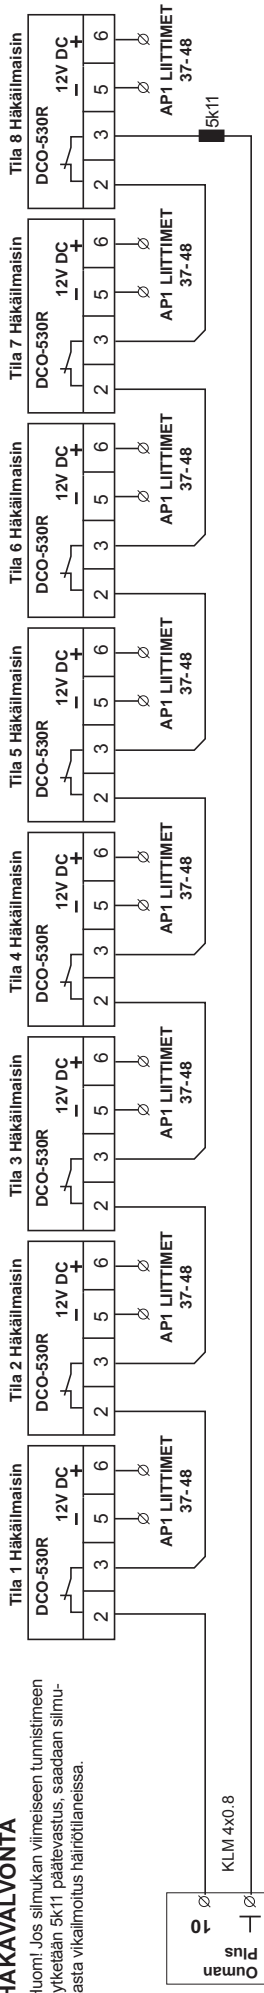 HÄKÄVALVONTA
Huom! Jos silmukan viimeiseen tunnistimeen
kytketään 5k11 päätevastus, saadaan silmu-
kasta vikailmoitus häiriötilaneissa.
Ouman
Plus
10
KLM 4x0.8
Tila 1 Häkäilmaisin
DCO-530R
12V DC
− +
2 3 5 6
AP1 LIITTIMET
37-48
Tila 2 Häkäilmaisin
DCO-530R
12V DC
− +
2 3 5 6
AP1 LIITTIMET
37-48
Tila 3 Häkäilmaisin
DCO-530R
12V DC
− +
2 3 5 6
AP1 LIITTIMET
37-48
Tila 4 Häkäilmaisin
DCO-530R
12V DC
− +
2 3 5 6
AP1 LIITTIMET
37-48
Tila 5 Häkäilmaisin
DCO-530R
12V DC
− +
2 3 5 6
AP1 LIITTIMET
37-48
Tila 6 Häkäilmaisin
DCO-530R
12V DC
− +
2 3 5 6
AP1 LIITTIMET
37-48
Tila 7 Häkäilmaisin
DCO-530R
12V DC
− +
2 3 5 6
AP1 LIITTIMET
37-48
Tila 8 Häkäilmaisin
DCO-530R
12V DC
− +
2 3 5 6
AP1 LIITTIMET
37-48
5k11